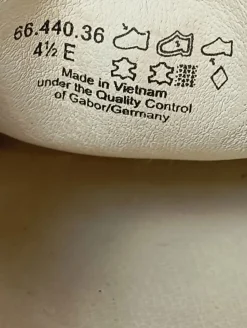 66.440.36
4½ E
Made in Vietnam
under the Quality Control
of Gabor/Germany